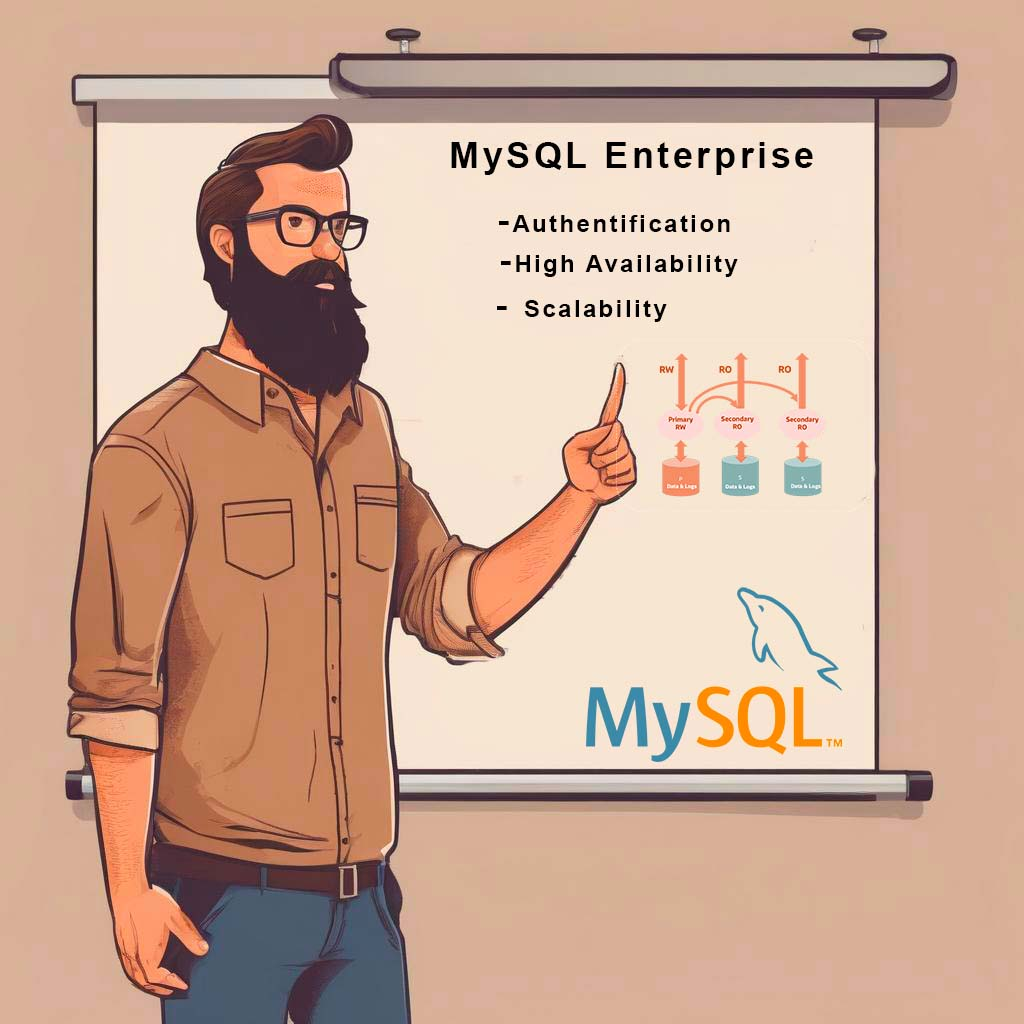 MySQL Enterprise
-Authentification
-High Availability
- Scalability
RW RO RO
Primary RW
Secondary RO
Secondary RO
P Data & Logs
S Data & Logs
S Data & Logs
MySQL™